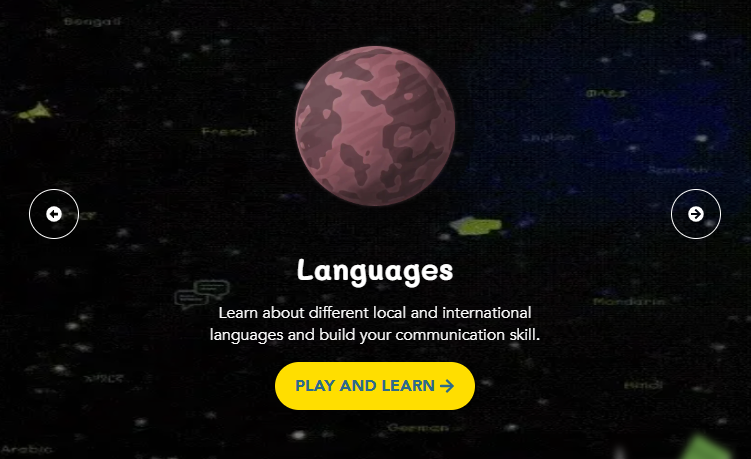 Bengali
French
English
Spanish
Languages
Learn about different local and international
languages and build your communication skill.
Mandarin
PLAY AND LEARN
Hindi
German
Arabic